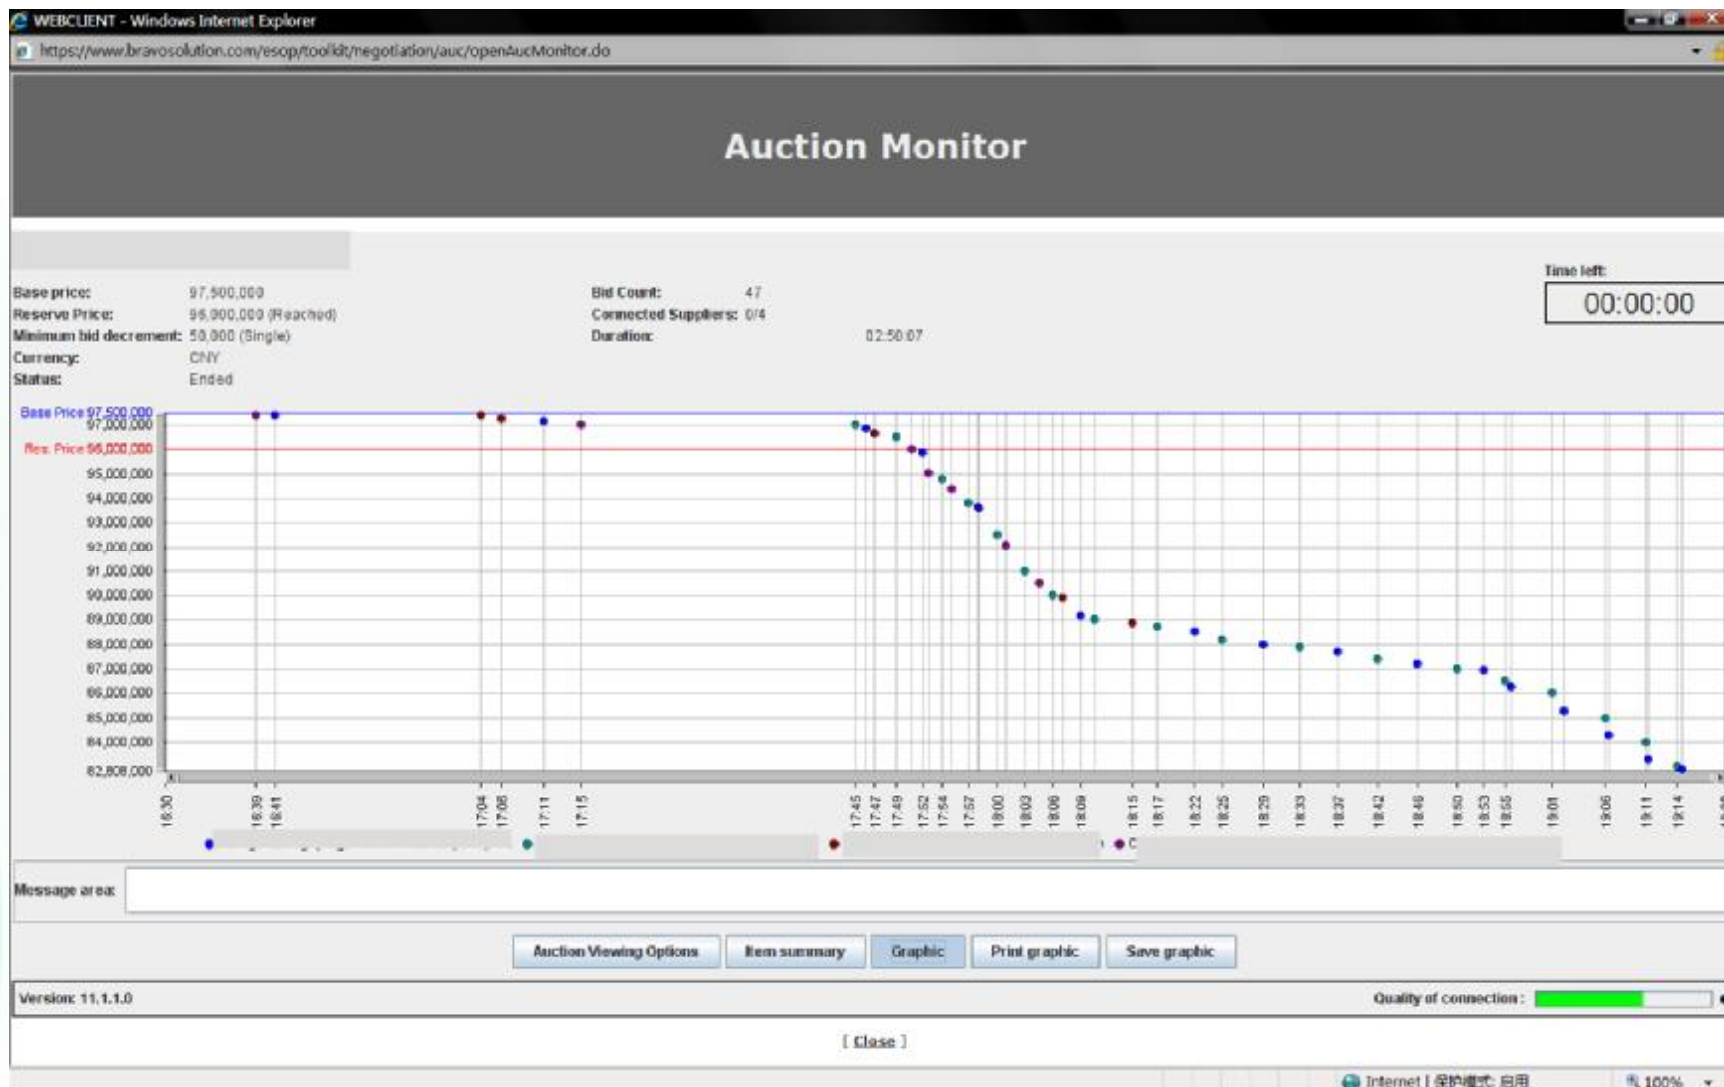 WEBCLIENT - Windows Internet Explorer
https://www.bravosolution.com/esop/toolkit/negotiation/auc/openAucMonitor.do
Auction Monitor
Time left:
00:00:00
Base price: 97,500,000
Bid Count: 47
Reserve Price: 96,000,000 (Reached)
Connected Suppliers: 0/4
Minimum bid decrement: 50,000 (Single)
Duration: 02:50:07
Currency: CNY
Status: Ended
Base Price 97,500,000
97,000,000
Res. Price 96,000,000
95,000,000
94,000,000
93,000,000
92,000,000
91,000,000
90,000,000
89,000,000
88,000,000
87,000,000
86,000,000
85,000,000
84,000,000
82,808,000
16:30 16:39 16:41 17:04 17:06 17:11 17:15 17:45 17:47 17:49 17:52 17:54 17:57 18:00 18:03 18:06 18:09 18:15 18:17 18:22 18:25 18:29 18:33 18:37 18:42 18:46 18:50 18:53 18:55 19:01 19:06 19:11 19:14
C
Message area:
Auction Viewing Options Item summary Graphic Print graphic Save graphic
Version: 11.1.1.0
Quality of connection :
[ Close ]
Internet | 保护模式: 启用
100%